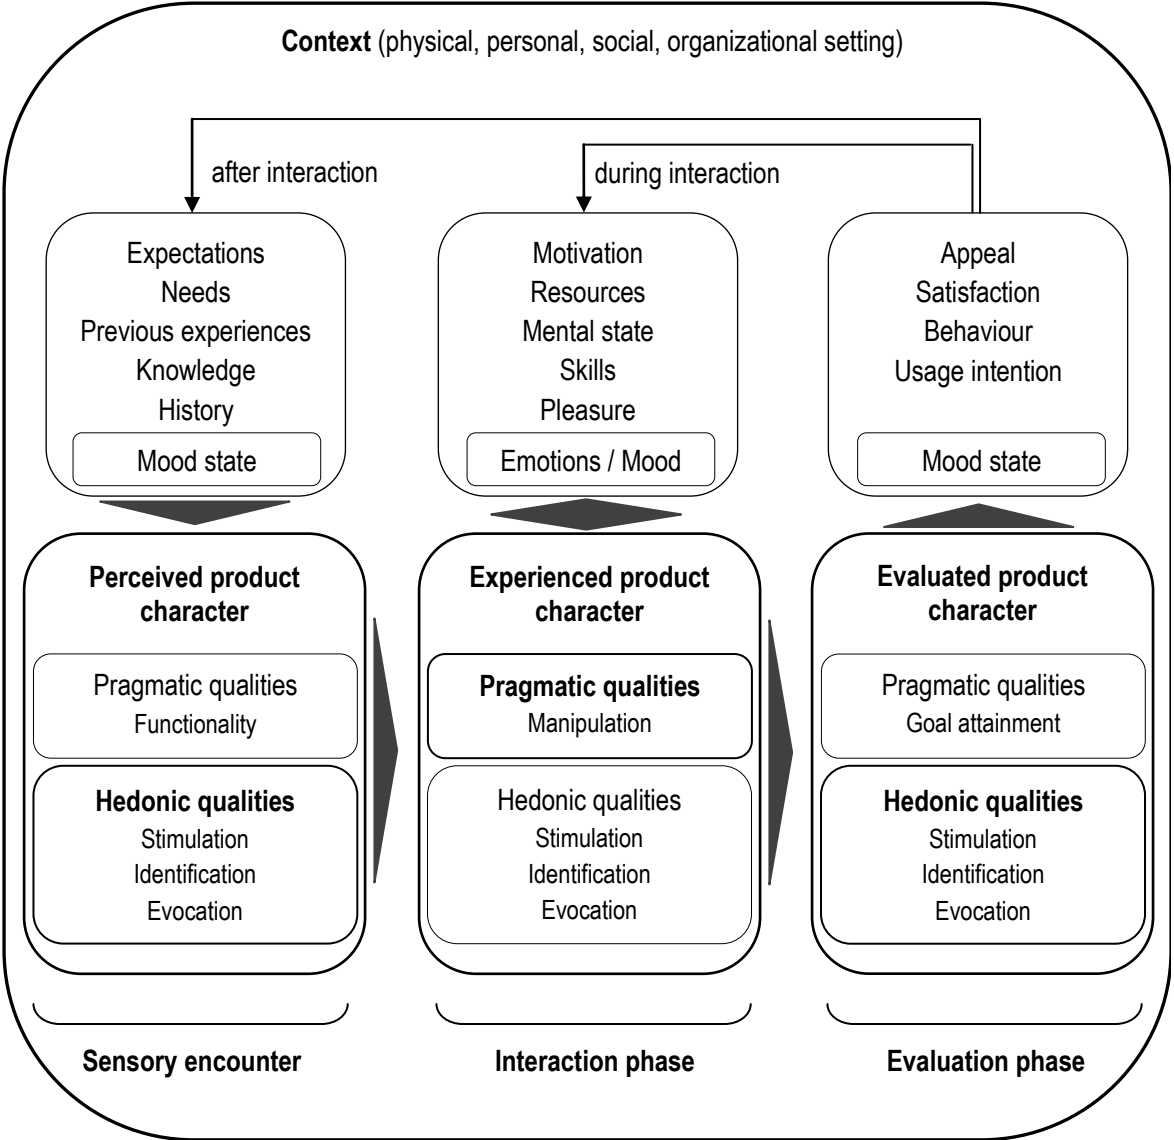 Context (physical, personal, social, organizational setting)
after interaction
during interaction
Expectations
Needs
Previous experiences
Knowledge
History
Mood state
Motivation
Resources
Mental state
Skills
Pleasure
Emotions / Mood
Appeal
Satisfaction
Behaviour
Usage intention
Mood state
Perceived product
character
Pragmatic qualities
Functionality
Hedonic qualities
Stimulation
Identification
Evocation
Experienced product
character
Pragmatic qualities
Manipulation
Hedonic qualities
Stimulation
Identification
Evocation
Evaluated product
character
Pragmatic qualities
Goal attainment
Hedonic qualities
Stimulation
Identification
Evocation
Sensory encounter
Interaction phase
Evaluation phase